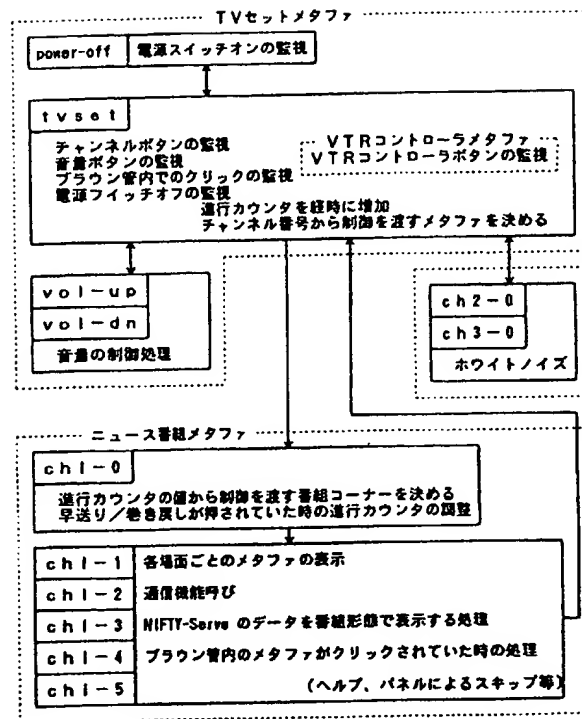 TVセットメタファ
power-off 電源スイッチオンの監視
tvset
チャンネルボタンの監視
音量ボタンの監視
ブラウン管内でのクリックの監視
電源フイッチオフの監視
VTRコントローラメタファ
VTRコントローラボタンの監視
進行カウンタを経時に増加
チャンネル番号から制御を渡すメタファを決める
vol-up
vol-dn
音量の制御処理
ch2-0
ch3-0
ホワイトノイズ
ニュース番組メタファ
ch1-0
進行カウンタの値から制御を渡す番組コーナーを決める
早送り/巻き戻しが押されていた時の進行カウンタの調整
ch1-1 各場面ごとのメタファの表示
ch1-2 通信機能呼び
ch1-3 NIFTY-Serve のデータを番組形態で表示する処理
ch1-4 ブラウン管内のメタファがクリックされていた時の処理
ch1-5 (ヘルプ、パネルによるスキップ等)